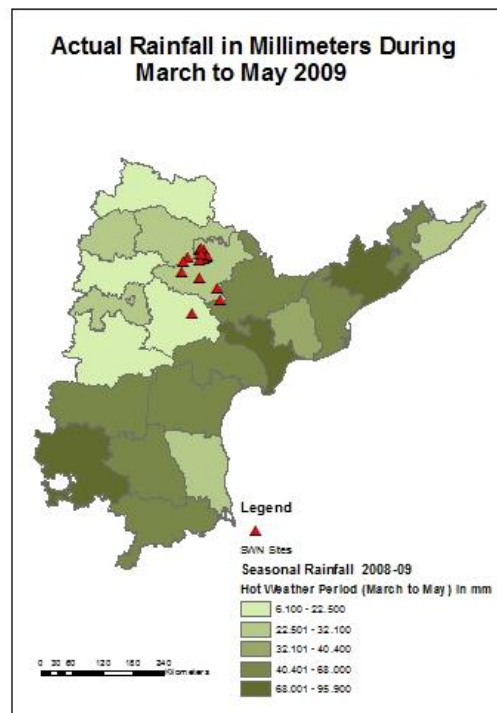 Actual Rainfall in Millimeters During
March to May 2009
Legend
SWN Sites
Seasonal Rainfall 2008-09
Hot Weather Period (March to May) in mm
6.100 - 22.500
22.501 - 32.100
32.101 - 40.400
40.401 - 68.000
68.001 - 95.900
0 30 60 120 180 240
Kilometers